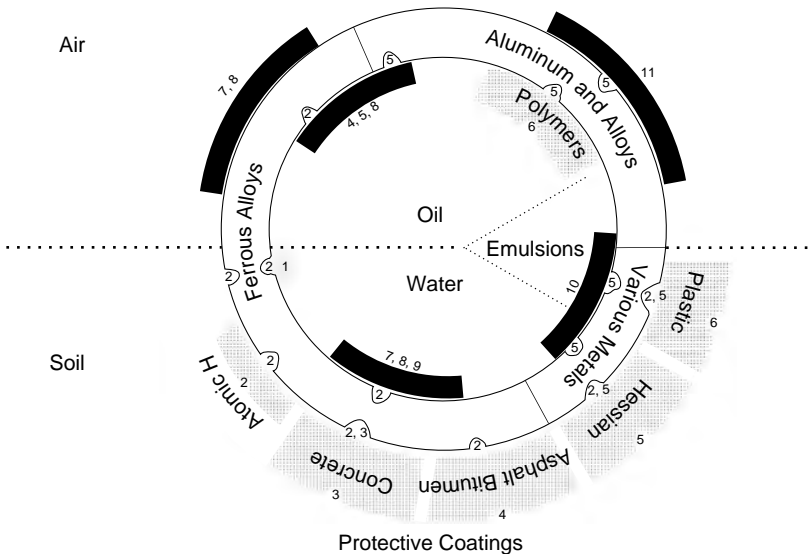 Air
Aluminum and Alloys
11
7, 8
5
5
5
Polymers
6
2
4, 5, 8
Ferrous Alloys
Oil
Emulsions
Water
2
2 1
10
5
Various Metals
2, 5
Plastic
6
Soil
7, 8, 9
5
2
2
2, 5
Hessian
5
Atomic H
2
2, 3
2
Concrete
3
Asphalt Bitumen
4
Protective Coatings